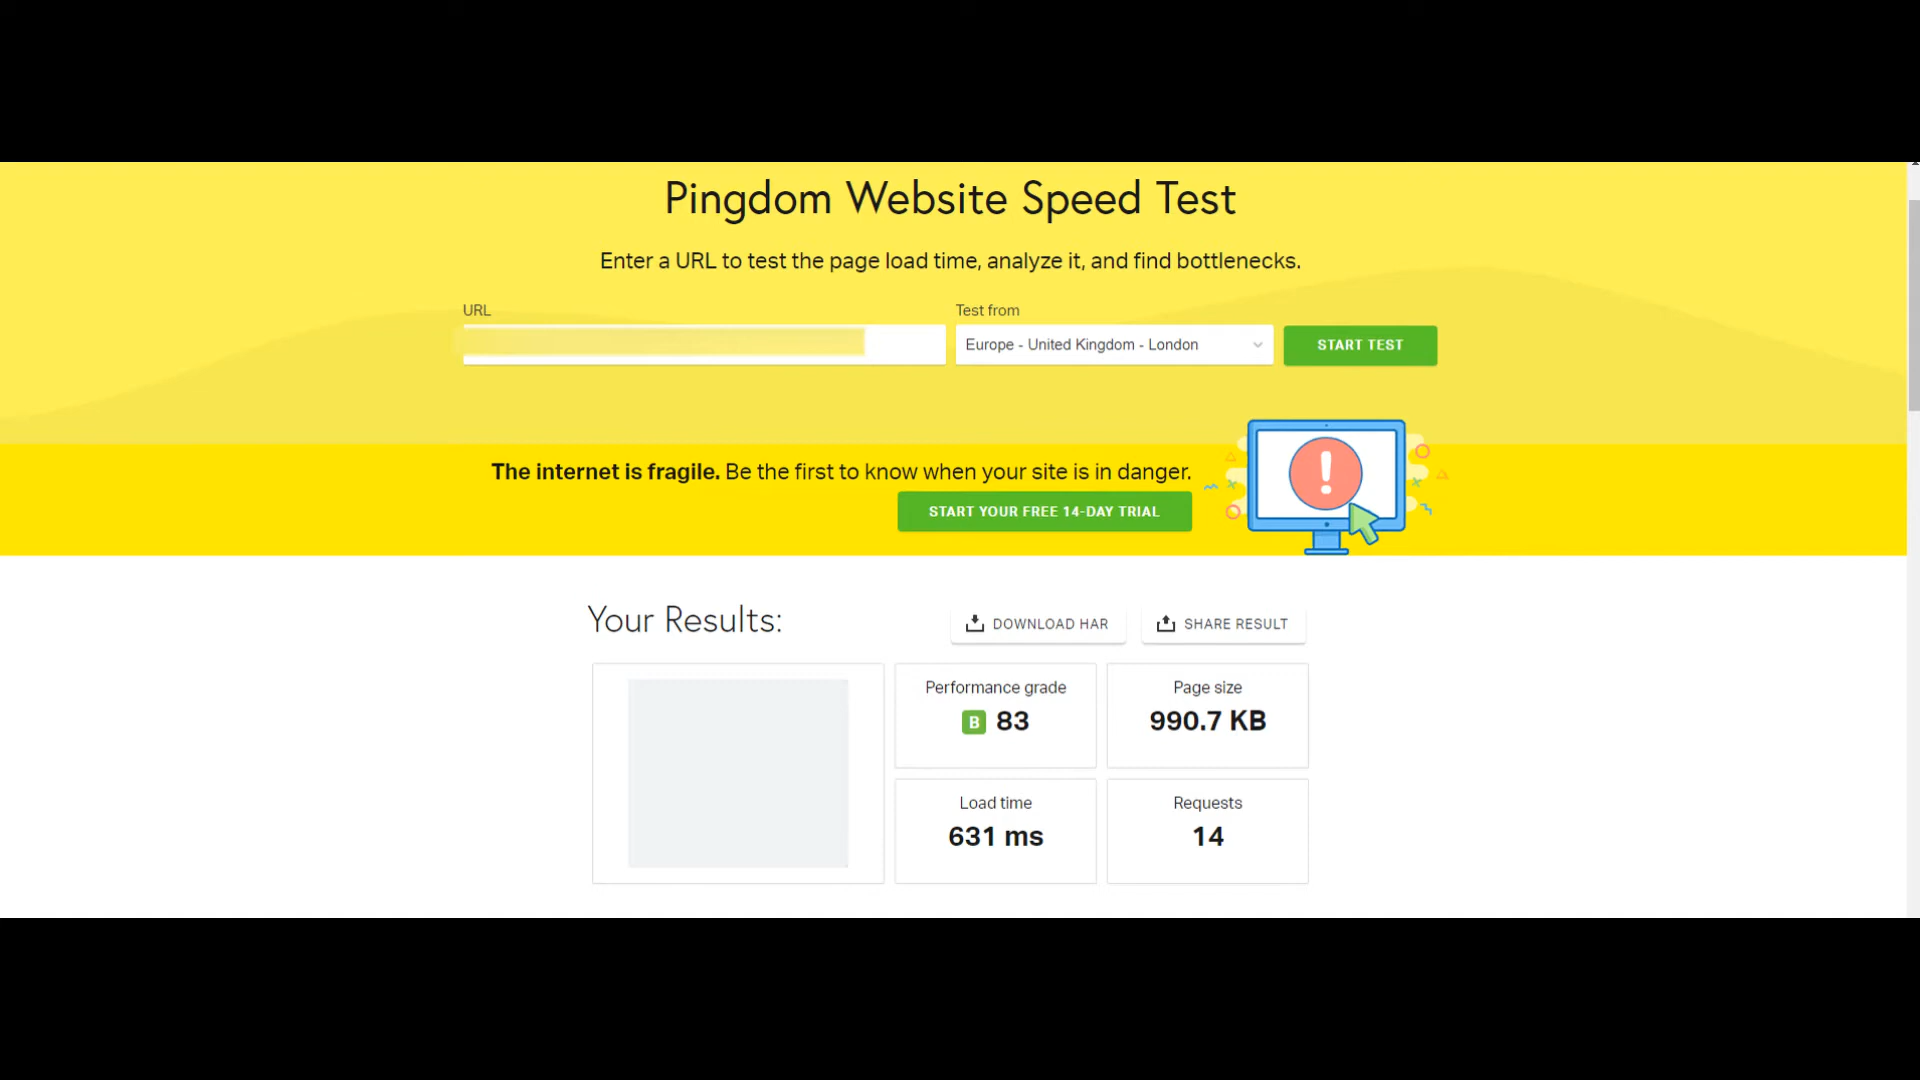 Pingdom Website Speed Test
Enter a URL to test the page load time, analyze it, and find bottlenecks.
URL
Test from
Europe - United Kingdom - London
START TEST
The internet is fragile. Be the first to know when your site is in danger.
START YOUR FREE 14-DAY TRIAL
Your Results:
DOWNLOAD HAR
SHARE RESULT
Performance grade
B 83
Page size
990.7 KB
Load time
631 ms
Requests
14